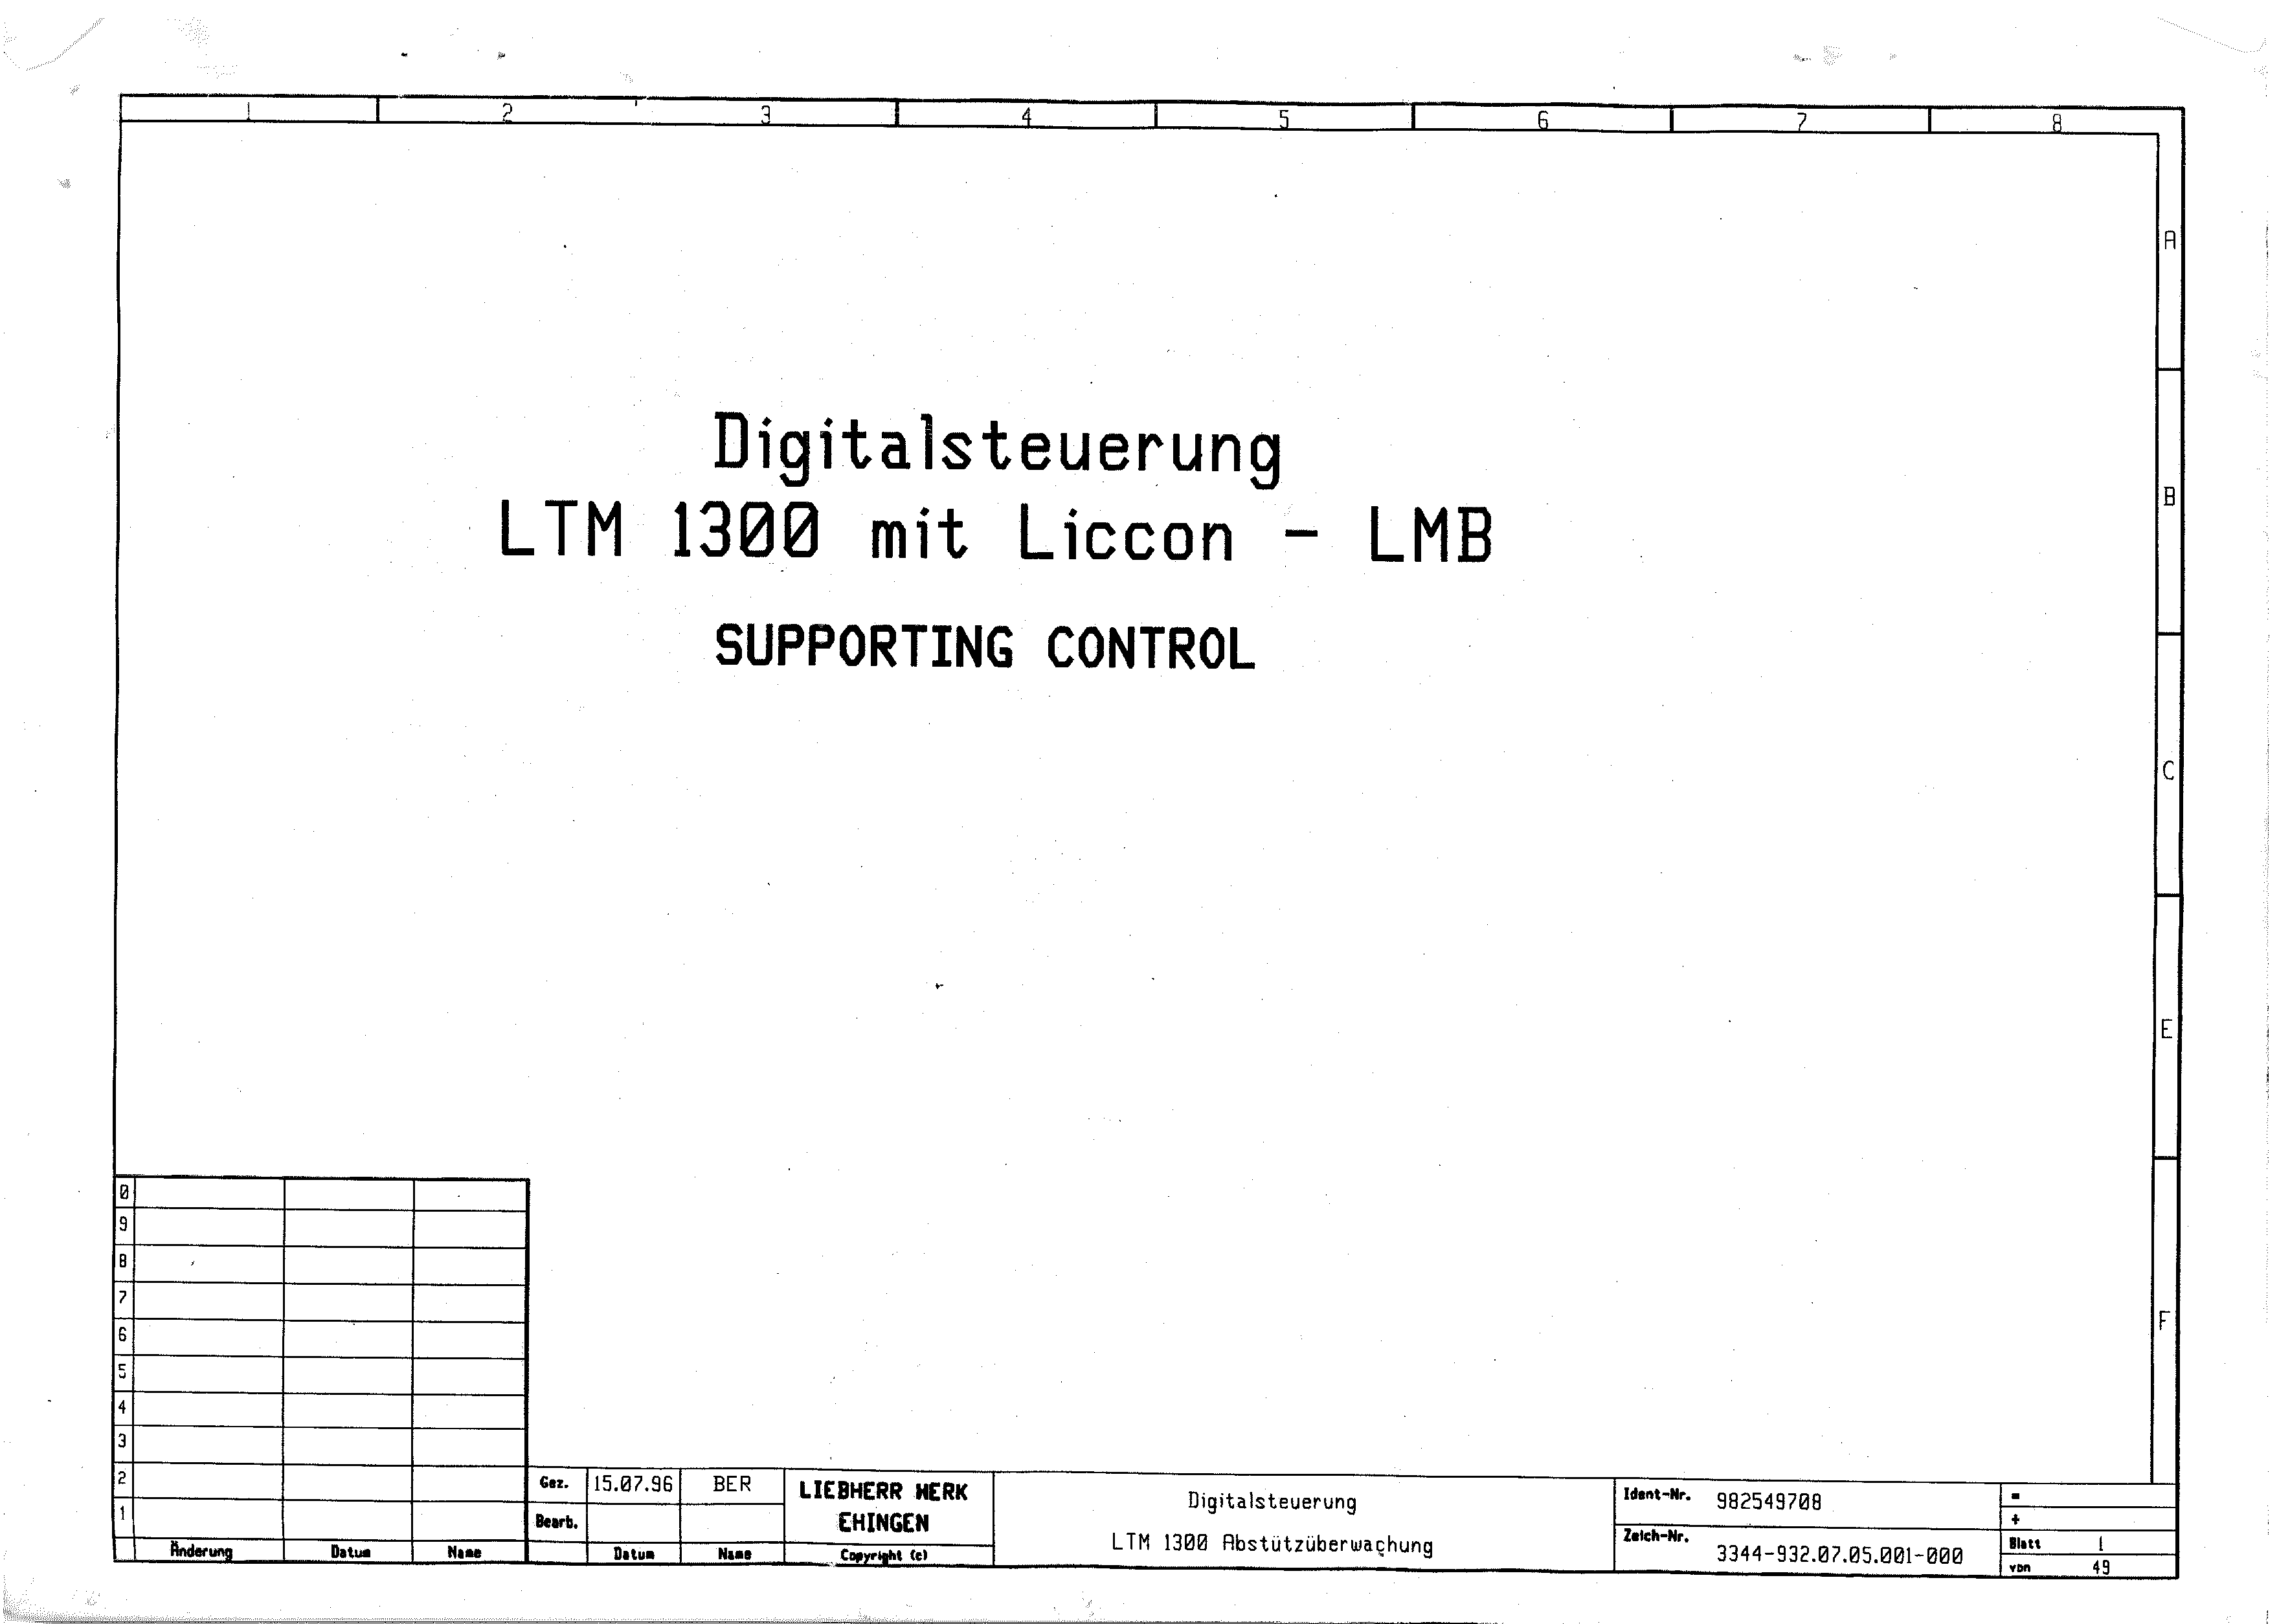 1 2 3 4 5 6 7 8
A
B
C
E
F
Digitalsteuerung
LTM 1300 mit Liccon - LMB
SUPPORTING CONTROL
0
9
8
7
6
5
4
3
2
1
Änderung Datum Name
Gez. 15.07.96 BER
Bearb.
Datum Name
LIEBHERR WERK
EHINGEN
Copyright (c)
Digitalsteuerung
LTM 1300 Abstützüberwachung
Ident-Nr. 982549708
Zeich-Nr. 3344-932.07.05.001-000
=
+
Blatt 1
von 49